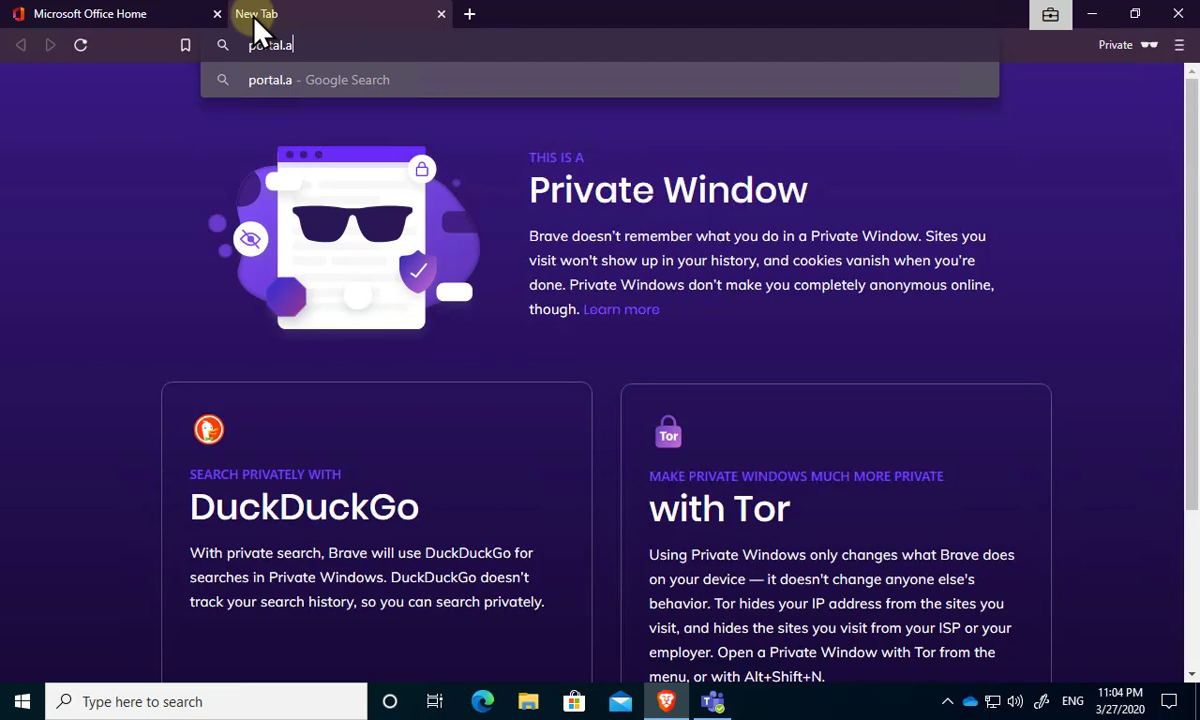 Microsoft Office Home
New Tab
portal.a
Private
portal.a - Google Search
THIS IS A
Private Window
Brave doesn't remember what you do in a Private Window. Sites you
visit won't show up in your history, and cookies vanish when you're
done. Private Windows don't make you completely anonymous online,
though. Learn more
SEARCH PRIVATELY WITH
DuckDuckGo
With private search, Brave will use DuckDuckGo for
searches in Private Windows. DuckDuckGo doesn't
track your search history, so you can search privately.
Tor
MAKE PRIVATE WINDOWS MUCH MORE PRIVATE
with Tor
Using Private Windows only changes what Brave does
on your device — it doesn't change anyone else's
behavior. Tor hides your IP address from the sites you
visit, and hides the sites you visit from your ISP or your
employer. Open a Private Window with Tor from the
menu, or with Alt+Shift+N.
Type here to search
ENG
11:04 PM
3/27/2020